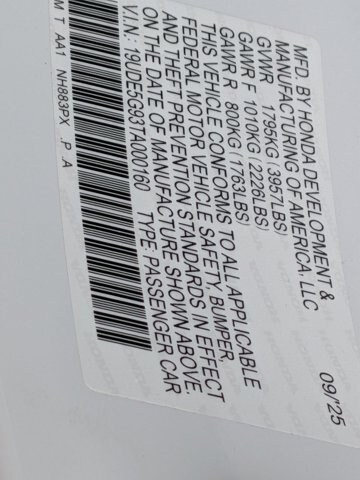 MFD. BY HONDA DEVELOPMENT &
MANUFACTURING OF AMERICA, LLC
09/'25
GVWR 1795KG (3957LBS)
GAWR F 1010KG (2226LBS)
GAWR R 800KG (1763LBS)
THIS VEHICLE CONFORMS TO ALL APPLICABLE
FEDERAL MOTOR VEHICLE SAFETY, BUMPER,
AND THEFT PREVENTION STANDARDS IN EFFECT
ON THE DATE OF MANUFACTURE SHOWN ABOVE.
V.I.N: 19UDE5G93TA000160 TYPE: PASSENGER CAR
M T AA1 NH883PX .P .A